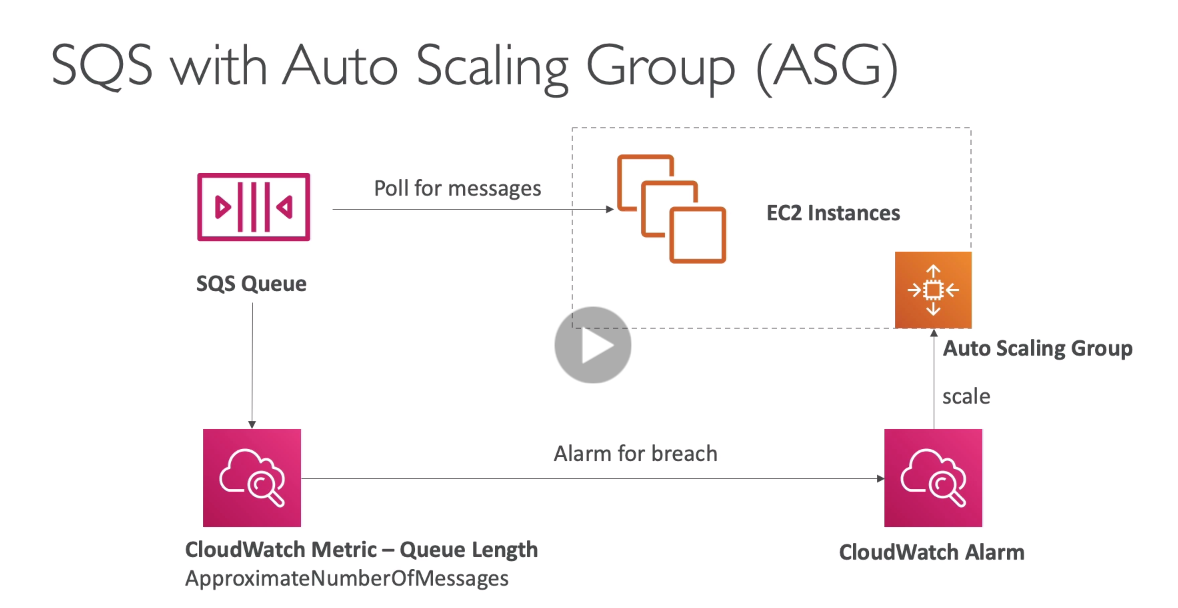 SQS with Auto Scaling Group (ASG)
Poll for messages
EC2 Instances
SQS Queue
Auto Scaling Group
scale
Alarm for breach
CloudWatch Metric – Queue Length
ApproximateNumberOfMessages
CloudWatch Alarm